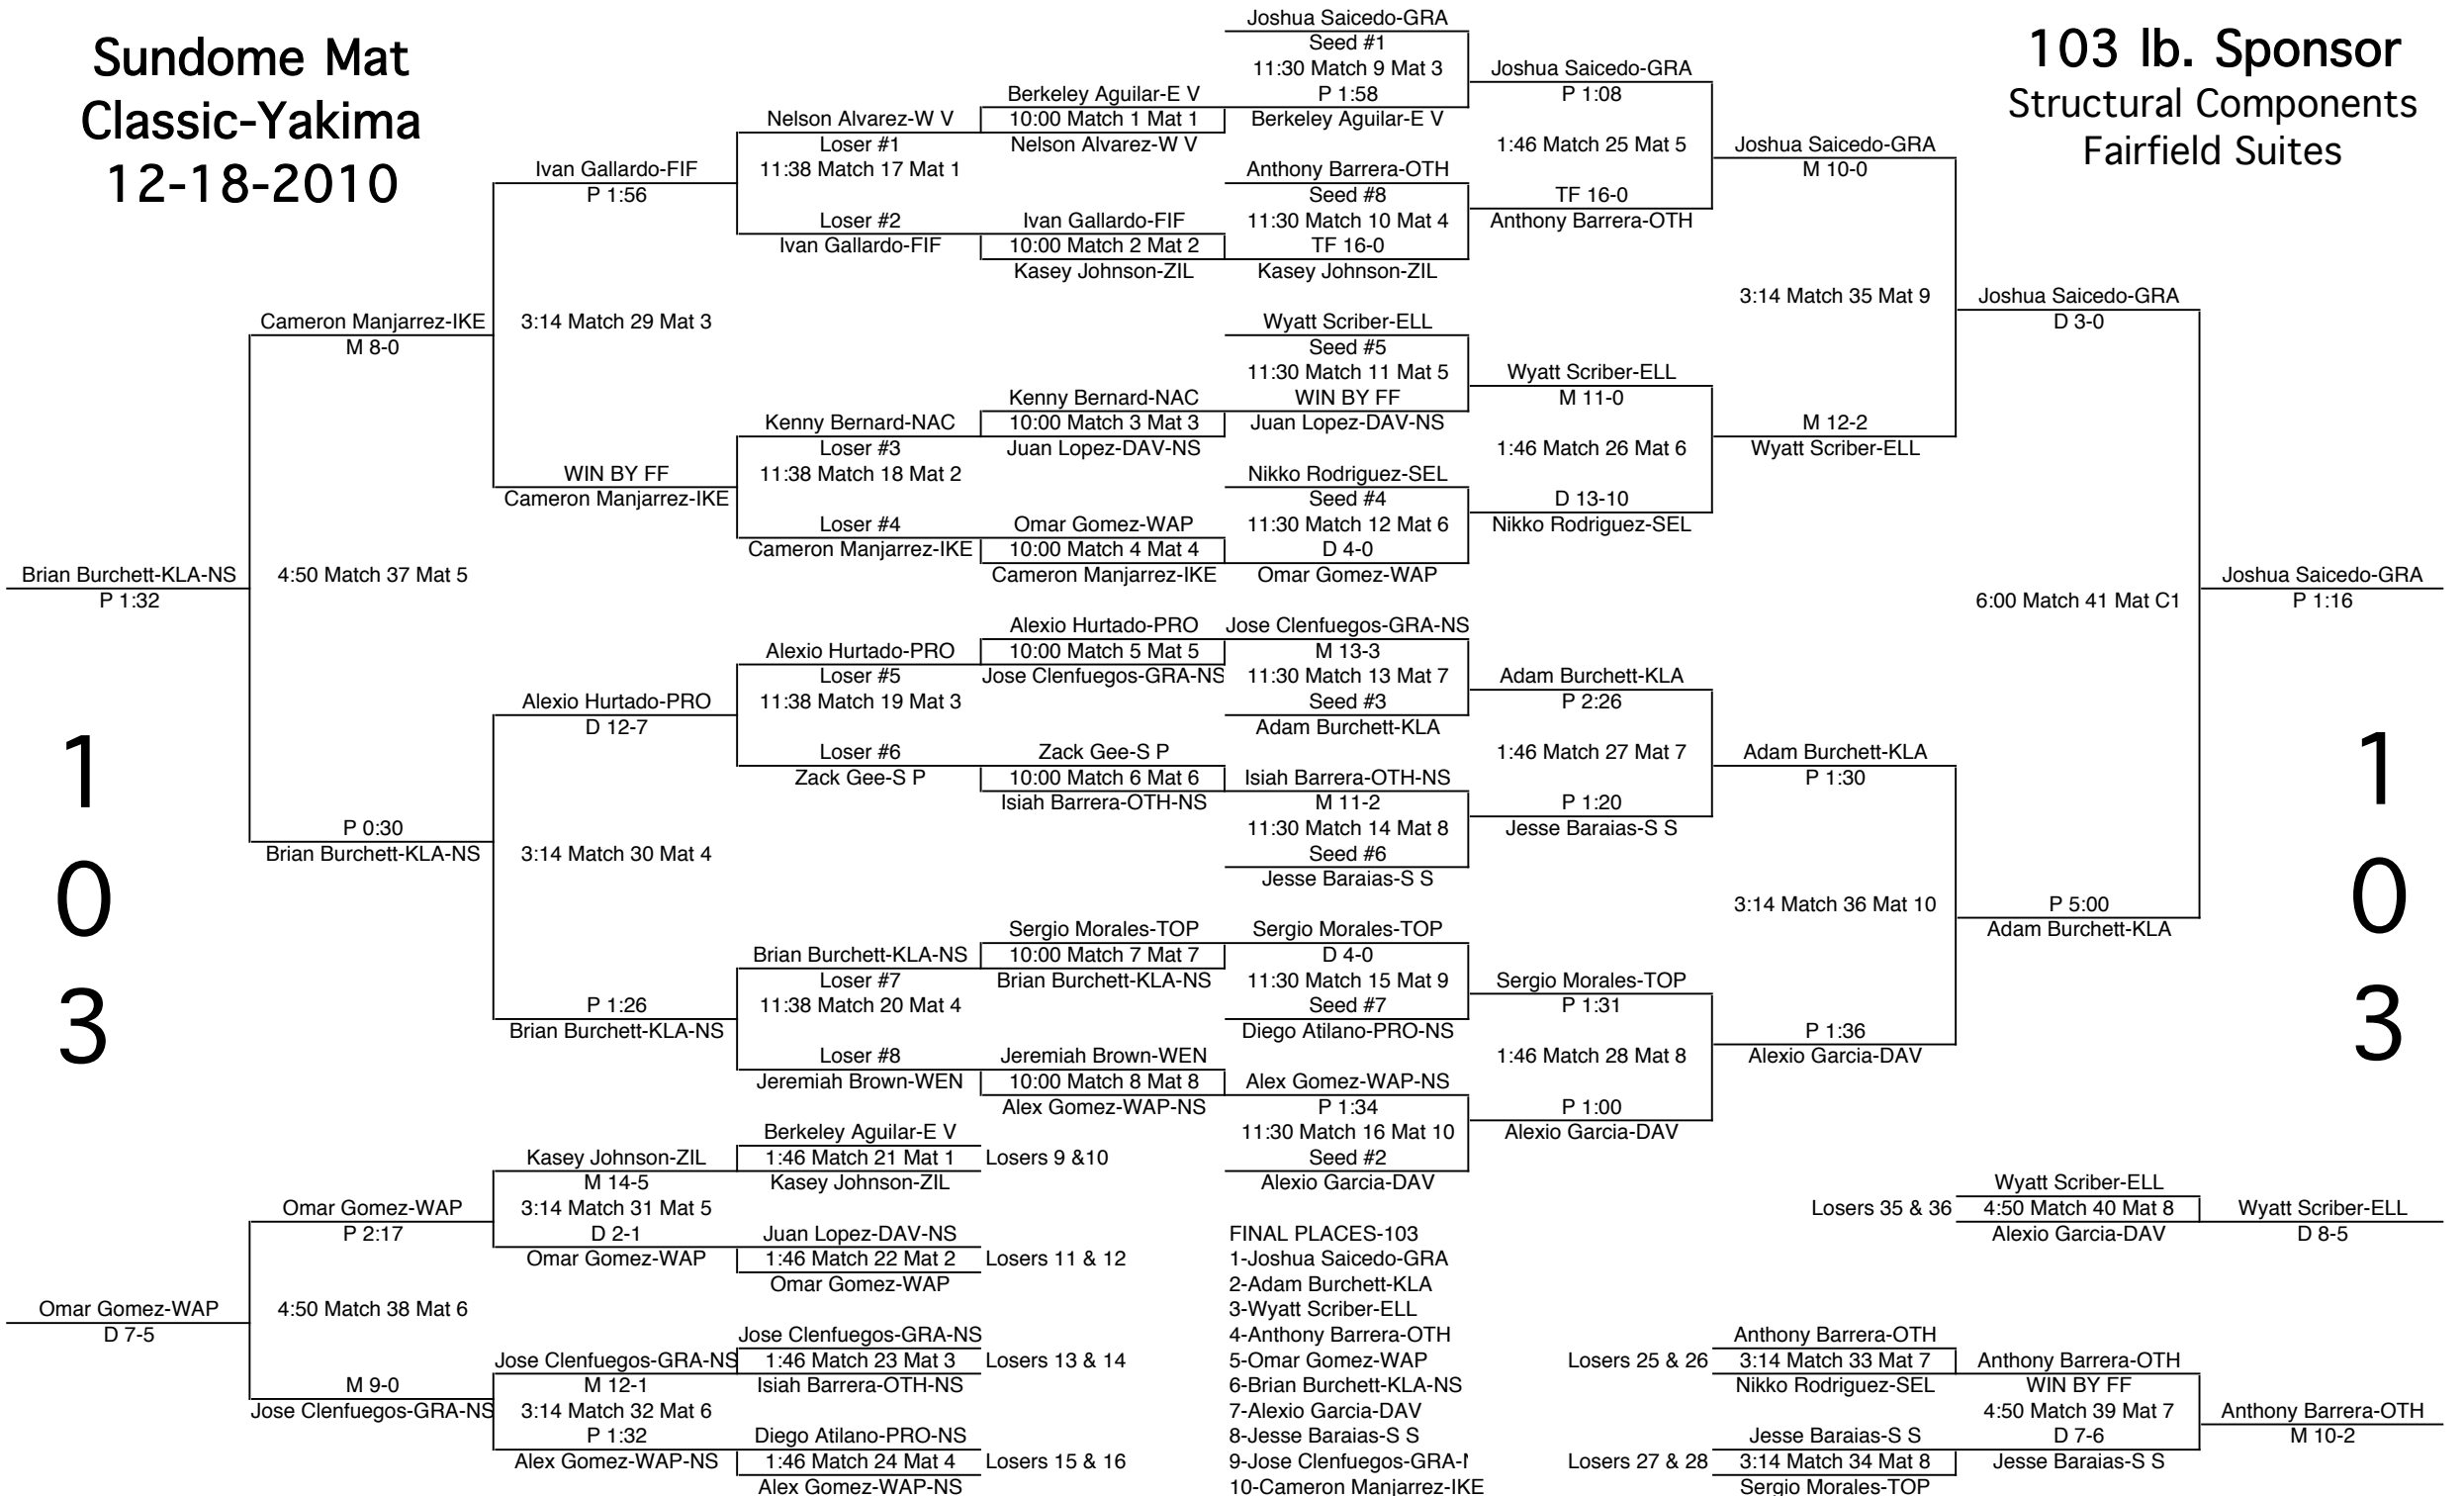 Sundome Mat
Classic-Yakima
12-18-2010
103 lb. Sponsor
Structural Components
Fairfield Suites
Brian Burchett-KLA-NS
P 1:32
1
0
3
Omar Gomez-WAP
D 7-5
Cameron Manjarrez-IKE
M 8-0
4:50 Match 37 Mat 5
P 0:30
Brian Burchett-KLA-NS
Omar Gomez-WAP
P 2:17
4:50 Match 38 Mat 6
M 9-0
Jose Clenfuegos-GRA-NS
Ivan Gallardo-FIF
P 1:56
3:14 Match 29 Mat 3
WIN BY FF
Cameron Manjarrez-IKE
Alexio Hurtado-PRO
D 12-7
3:14 Match 30 Mat 4
P 1:26
Brian Burchett-KLA-NS
Kasey Johnson-ZIL
M 14-5
3:14 Match 31 Mat 5
D 2-1
Omar Gomez-WAP
Jose Clenfuegos-GRA-NS
M 12-1
3:14 Match 32 Mat 6
P 1:32
Alex Gomez-WAP-NS
Nelson Alvarez-W V
Loser #1
11:38 Match 17 Mat 1
Loser #2
Ivan Gallardo-FIF
Kenny Bernard-NAC
Loser #3
11:38 Match 18 Mat 2
Loser #4
Cameron Manjarrez-IKE
Alexio Hurtado-PRO
Loser #5
11:38 Match 19 Mat 3
Loser #6
Zack Gee-S P
Brian Burchett-KLA-NS
Loser #7
11:38 Match 20 Mat 4
Loser #8
Jeremiah Brown-WEN
Berkeley Aguilar-E V
1:46 Match 21 Mat 1
Losers 9 &10
Kasey Johnson-ZIL
Juan Lopez-DAV-NS
1:46 Match 22 Mat 2
Losers 11 & 12
Omar Gomez-WAP
Jose Clenfuegos-GRA-NS
1:46 Match 23 Mat 3
Losers 13 & 14
Isiah Barrera-OTH-NS
Diego Atilano-PRO-NS
1:46 Match 24 Mat 4
Losers 15 & 16
Alex Gomez-WAP-NS
Berkeley Aguilar-E V
10:00 Match 1 Mat 1
Nelson Alvarez-W V
Ivan Gallardo-FIF
10:00 Match 2 Mat 2
Kasey Johnson-ZIL
Kenny Bernard-NAC
10:00 Match 3 Mat 3
Juan Lopez-DAV-NS
Omar Gomez-WAP
10:00 Match 4 Mat 4
Cameron Manjarrez-IKE
Alexio Hurtado-PRO
10:00 Match 5 Mat 5
Jose Clenfuegos-GRA-NS
Zack Gee-S P
10:00 Match 6 Mat 6
Isiah Barrera-OTH-NS
Sergio Morales-TOP
10:00 Match 7 Mat 7
Brian Burchett-KLA-NS
Jeremiah Brown-WEN
10:00 Match 8 Mat 8
Alex Gomez-WAP-NS
Joshua Saicedo-GRA
Seed #1
11:30 Match 9 Mat 3
P 1:58
Berkeley Aguilar-E V
Anthony Barrera-OTH
Seed #8
11:30 Match 10 Mat 4
TF 16-0
Kasey Johnson-ZIL
Wyatt Scriber-ELL
Seed #5
11:30 Match 11 Mat 5
WIN BY FF
Juan Lopez-DAV-NS
Nikko Rodriguez-SEL
Seed #4
11:30 Match 12 Mat 6
D 4-0
Omar Gomez-WAP
Jose Clenfuegos-GRA-NS
M 13-3
11:30 Match 13 Mat 7
Seed #3
Adam Burchett-KLA
Isiah Barrera-OTH-NS
M 11-2
11:30 Match 14 Mat 8
Seed #6
Jesse Baraias-S S
Sergio Morales-TOP
D 4-0
11:30 Match 15 Mat 9
Seed #7
Diego Atilano-PRO-NS
Alex Gomez-WAP-NS
P 1:34
11:30 Match 16 Mat 10
Seed #2
Alexio Garcia-DAV
FINAL PLACES-103
1-Joshua Saicedo-GRA
2-Adam Burchett-KLA
3-Wyatt Scriber-ELL
4-Anthony Barrera-OTH
5-Omar Gomez-WAP
6-Brian Burchett-KLA-NS
7-Alexio Garcia-DAV
8-Jesse Baraias-S S
9-Jose Clenfuegos-GRA-
10-Cameron Manjarrez-IKE
Joshua Saicedo-GRA
P 1:08
1:46 Match 25 Mat 5
TF 16-0
Anthony Barrera-OTH
Wyatt Scriber-ELL
M 11-0
1:46 Match 26 Mat 6
D 13-10
Nikko Rodriguez-SEL
Adam Burchett-KLA
P 2:26
1:46 Match 27 Mat 7
P 1:20
Jesse Baraias-S S
Sergio Morales-TOP
P 1:31
1:46 Match 28 Mat 8
P 1:00
Alexio Garcia-DAV
Joshua Saicedo-GRA
M 10-0
3:14 Match 35 Mat 9
M 12-2
Wyatt Scriber-ELL
Adam Burchett-KLA
P 1:30
3:14 Match 36 Mat 10
P 1:36
Alexio Garcia-DAV
Joshua Saicedo-GRA
D 3-0
6:00 Match 41 Mat C1
P 5:00
Adam Burchett-KLA
Joshua Saicedo-GRA
P 1:16
1
0
3
Wyatt Scriber-ELL
Losers 35 & 36
4:50 Match 40 Mat 8
Alexio Garcia-DAV
Wyatt Scriber-ELL
D 8-5
Anthony Barrera-OTH
Losers 25 & 26
3:14 Match 33 Mat 7
Nikko Rodriguez-SEL
Jesse Baraias-S S
Losers 27 & 28
3:14 Match 34 Mat 8
Sergio Morales-TOP
Anthony Barrera-OTH
WIN BY FF
4:50 Match 39 Mat 7
D 7-6
Jesse Baraias-S S
Anthony Barrera-OTH
M 10-2